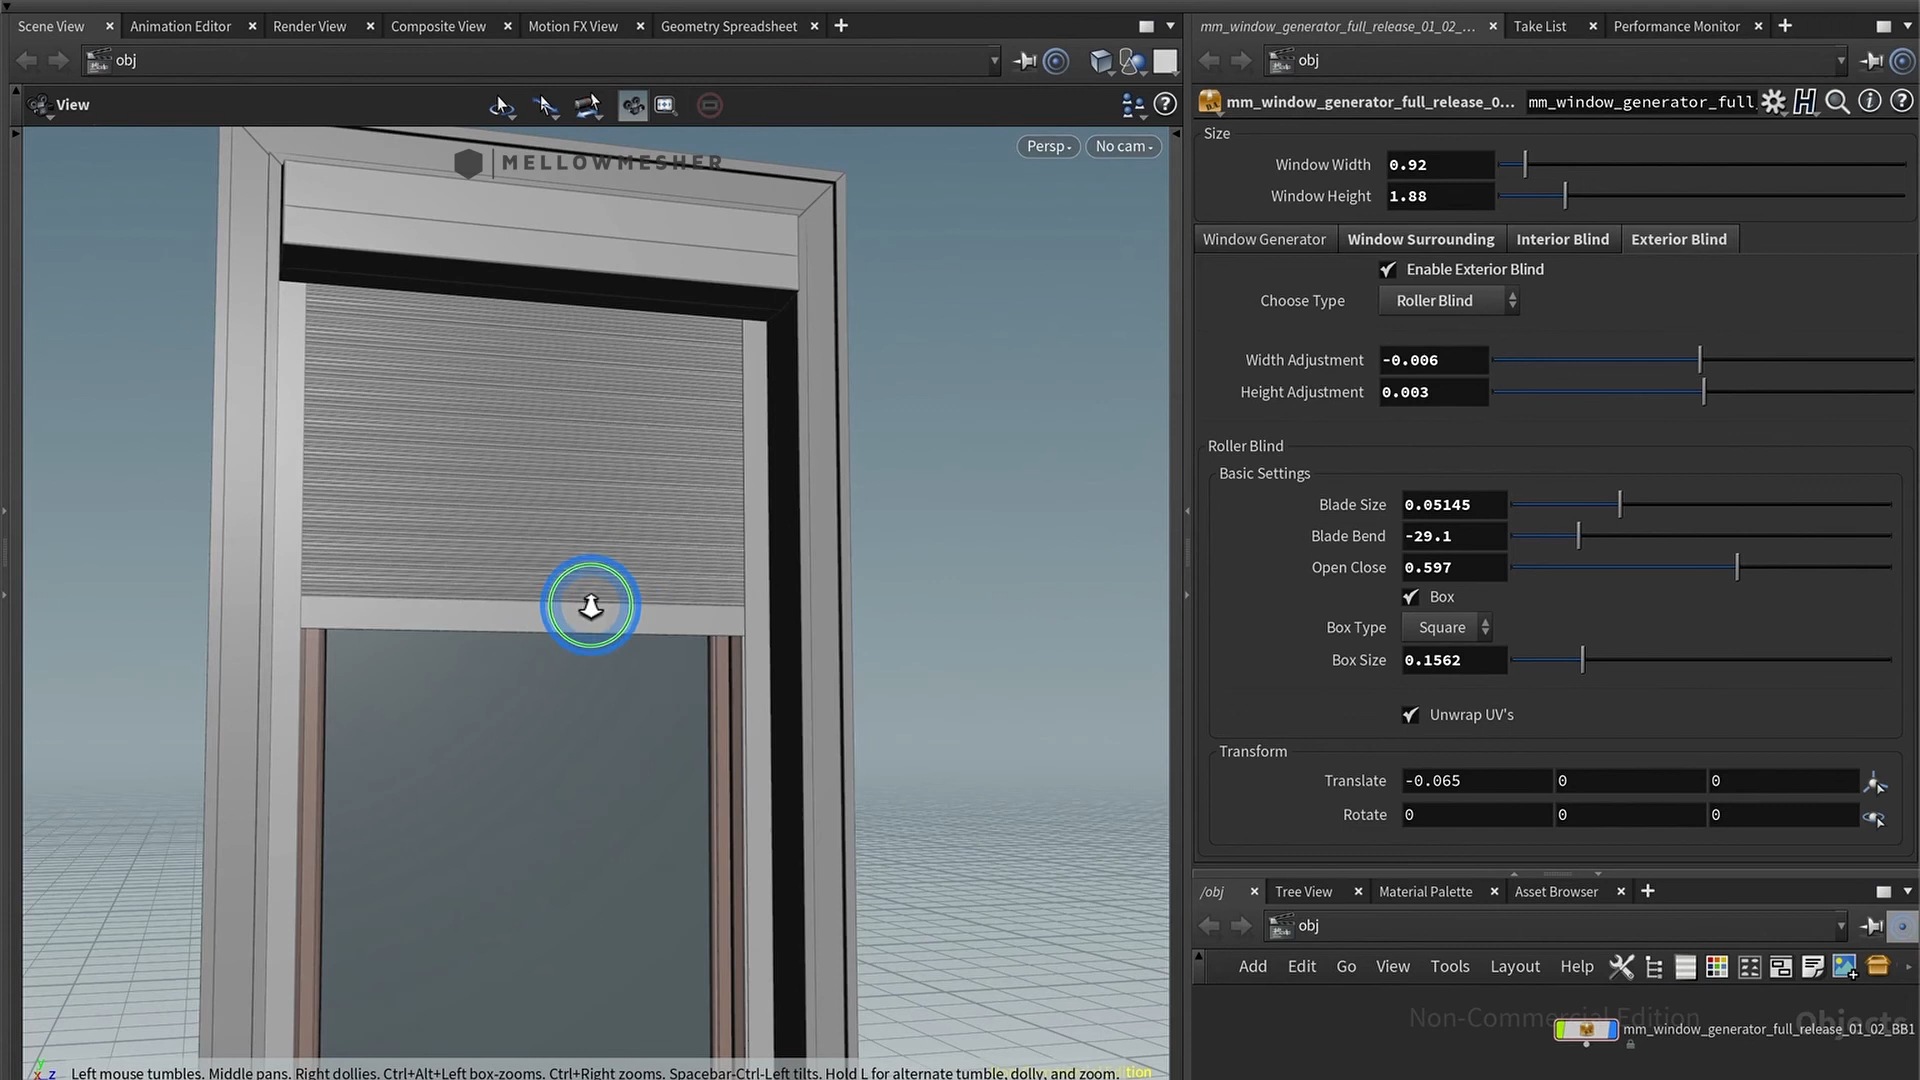 Scene View
Animation Editor
Render View
Composite View
Motion FX View
Geometry Spreadsheet
obj
View
Persp
No cam
MELLOWMESHER
Left mouse tumbles. Middle pans. Right dollies. Ctrl+Alt+Left box-zooms. Ctrl+Right zooms. Spacebar-Ctrl-Left tilts. Hold L for alternate tumble, dolly, and zoom.
mm_window_generator_full_release_01_02_...
Take List
Performance Monitor
obj
mm_window_generator_full_release_0... mm_window_generator_full
Size
Window Width 0.92
Window Height 1.88
Window Generator Window Surrounding Interior Blind Exterior Blind
Enable Exterior Blind
Choose Type Roller Blind
Width Adjustment -0.006
Height Adjustment 0.003
Roller Blind
Basic Settings
Blade Size 0.05145
Blade Bend -29.1
Open Close 0.597
Box
Box Type Square
Box Size 0.1562
Unwrap UV's
Transform
Translate -0.065 0 0
Rotate 0 0 0
/obj
Tree View
Material Palette
Asset Browser
obj
Add Edit Go View Tools Layout Help
Non-Commercial Edition
Objects
mm_window_generator_full_release_01_02_BB1